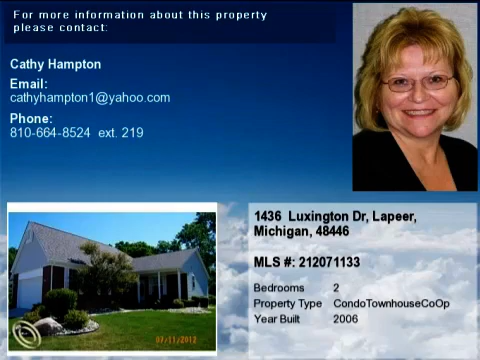 For more information about this property
please contact:
Cathy Hampton
Email:
cathyhampton1@yahoo.com
Phone:
810-664-8524 ext. 219
1436 Luxington Dr, Lapeer,
Michigan, 48446
MLS #: 212071133
Bedrooms 2
Property Type CondoTownhouseCoOp
Year Built 2006
07/11/2012